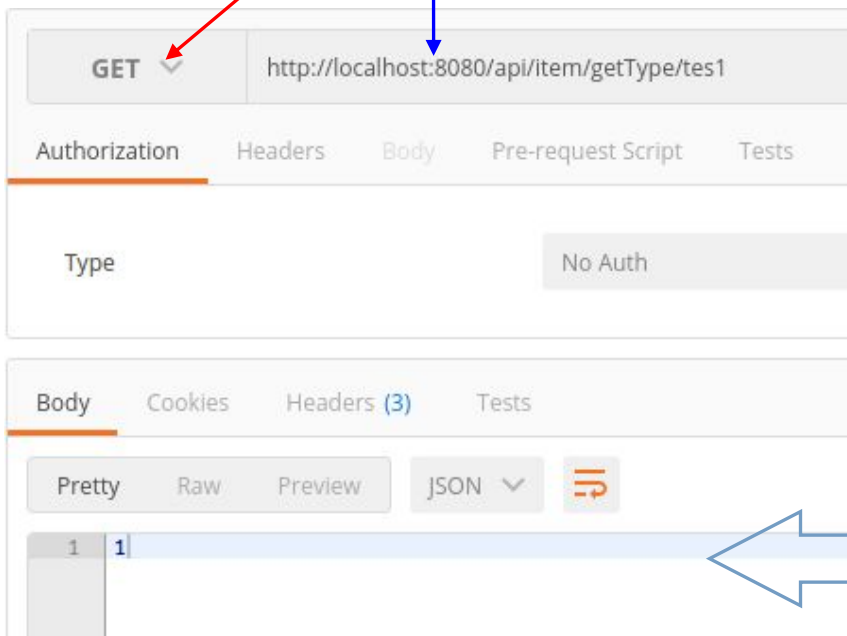 GET http://localhost:8080/api/item/getType/tes1
Authorization Headers Body Pre-request Script Tests
Type No Auth
Body Cookies Headers (3) Tests
Pretty Raw Preview JSON
1 1